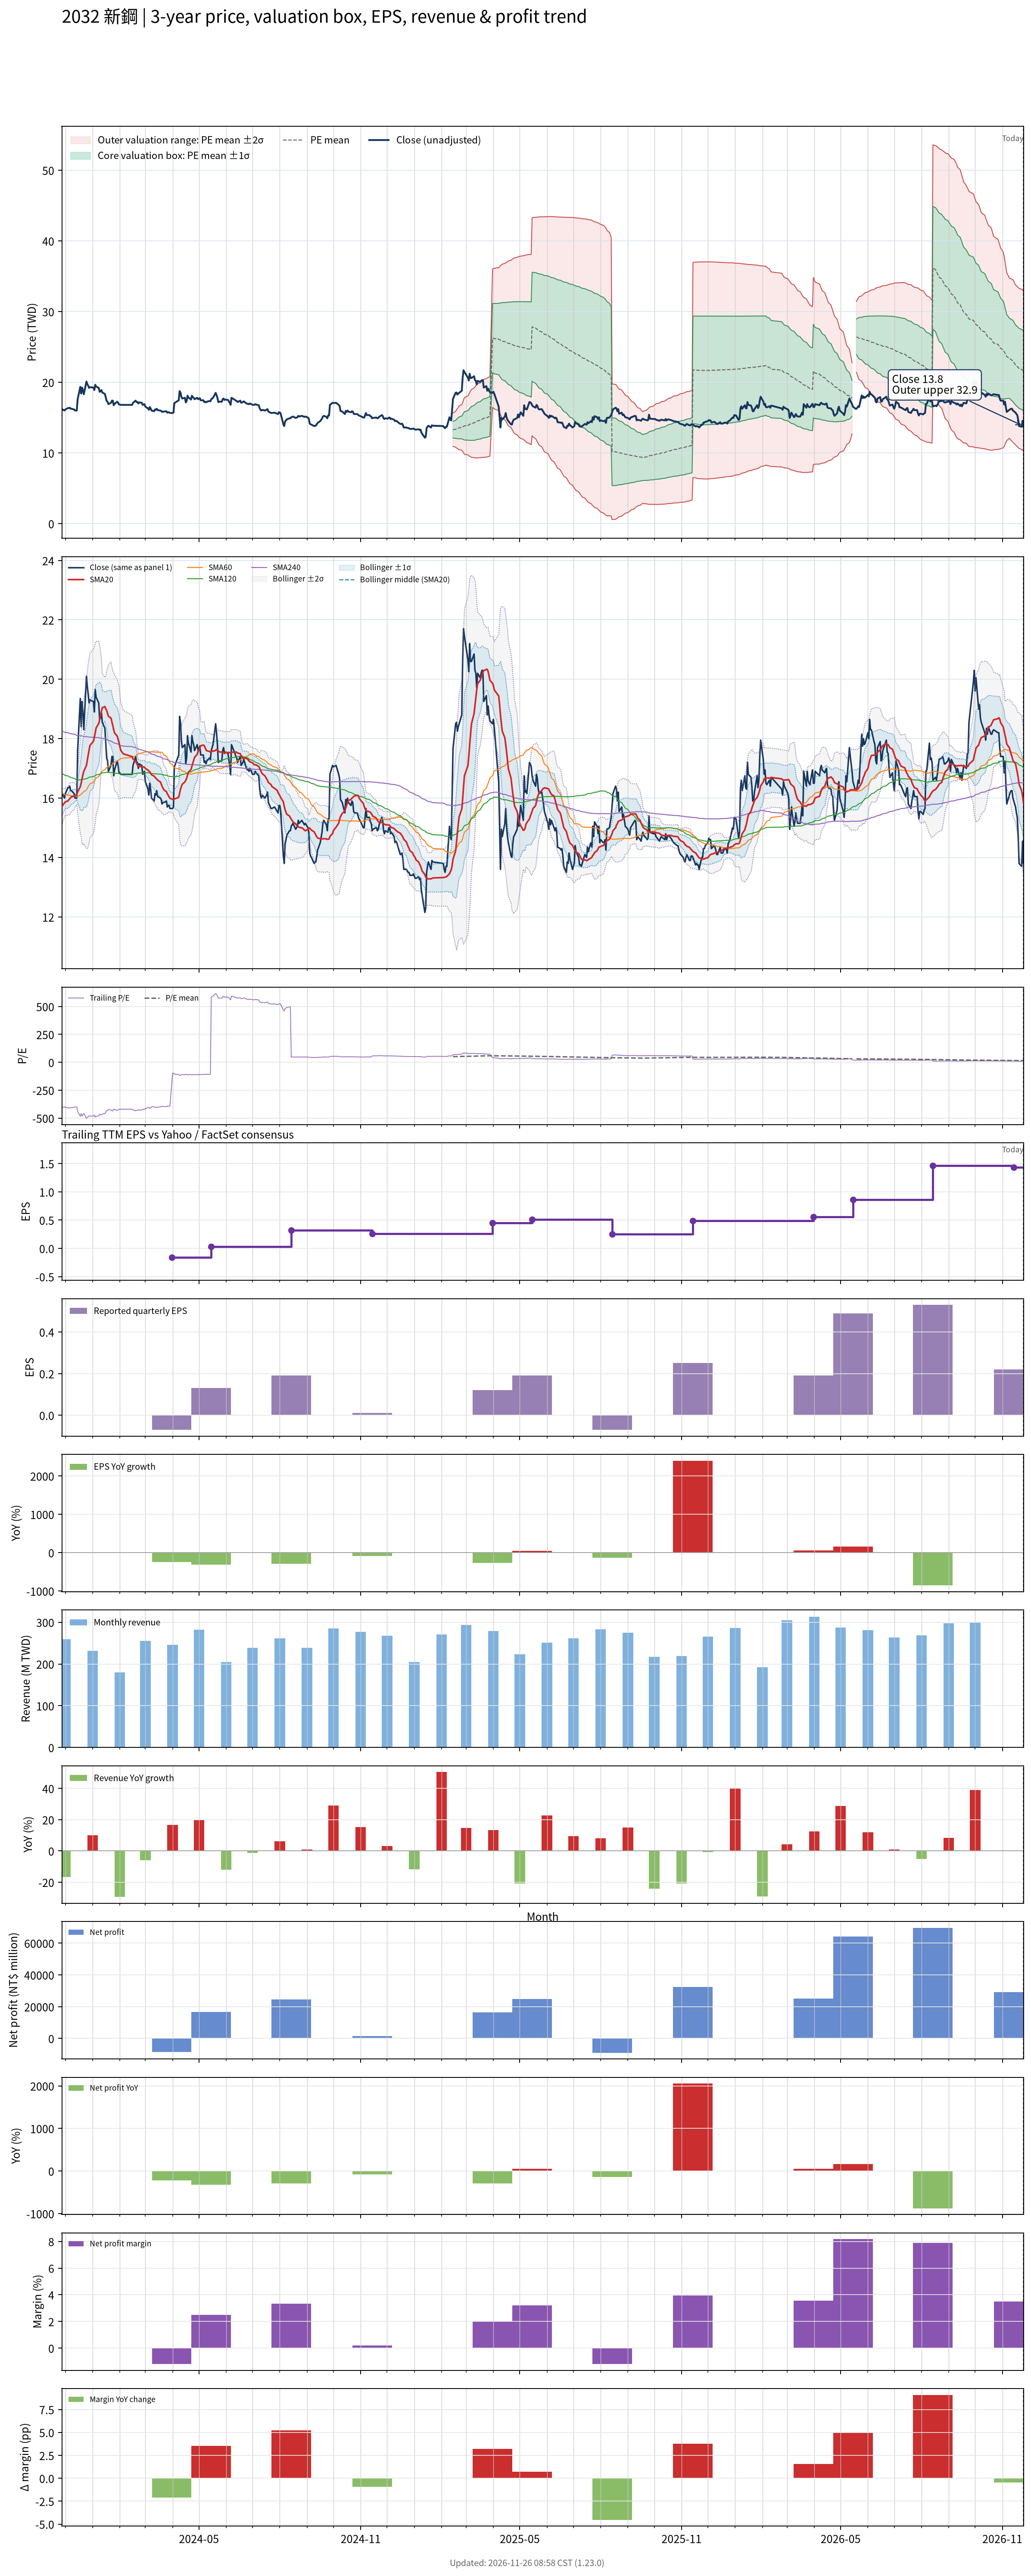 2032 新鋼 | 3-year price, valuation box, EPS, revenue & profit trend
Outer valuation range: PE mean ±2σ
Core valuation box: PE mean ±1σ
PE mean
Close (unadjusted)
Today
50
40
30
20
10
0
Price (TWD)
Close 13.8
Outer upper 32.9
Close (same as panel 1)
SMA20
SMA60
SMA120
SMA240
Bollinger ±2σ
Bollinger ±1σ
Bollinger middle (SMA20)
24
22
20
18
16
14
12
Price
Trailing P/E
P/E mean
500
250
0
-250
-500
P/E
Trailing TTM EPS vs Yahoo / FactSet consensus
Today
1.5
1.0
0.5
0.0
-0.5
EPS
Reported quarterly EPS
0.4
0.2
0.0
EPS
EPS YoY growth
2000
1000
0
-1000
YoY (%)
Monthly revenue
300
200
100
0
Revenue (M TWD)
Revenue YoY growth
40
20
0
-20
YoY (%)
Month
Net profit
60000
40000
20000
0
Net profit (NT$ million)
Net profit YoY
2000
1000
0
-1000
YoY (%)
Net profit margin
8
6
4
2
0
Margin (%)
Margin YoY change
7.5
5.0
2.5
0.0
-2.5
-5.0
Δ margin (pp)
2024-05
2024-11
2025-05
2025-11
2026-05
2026-11
Updated: 2026-11-26 08:58 CST (1.23.0)